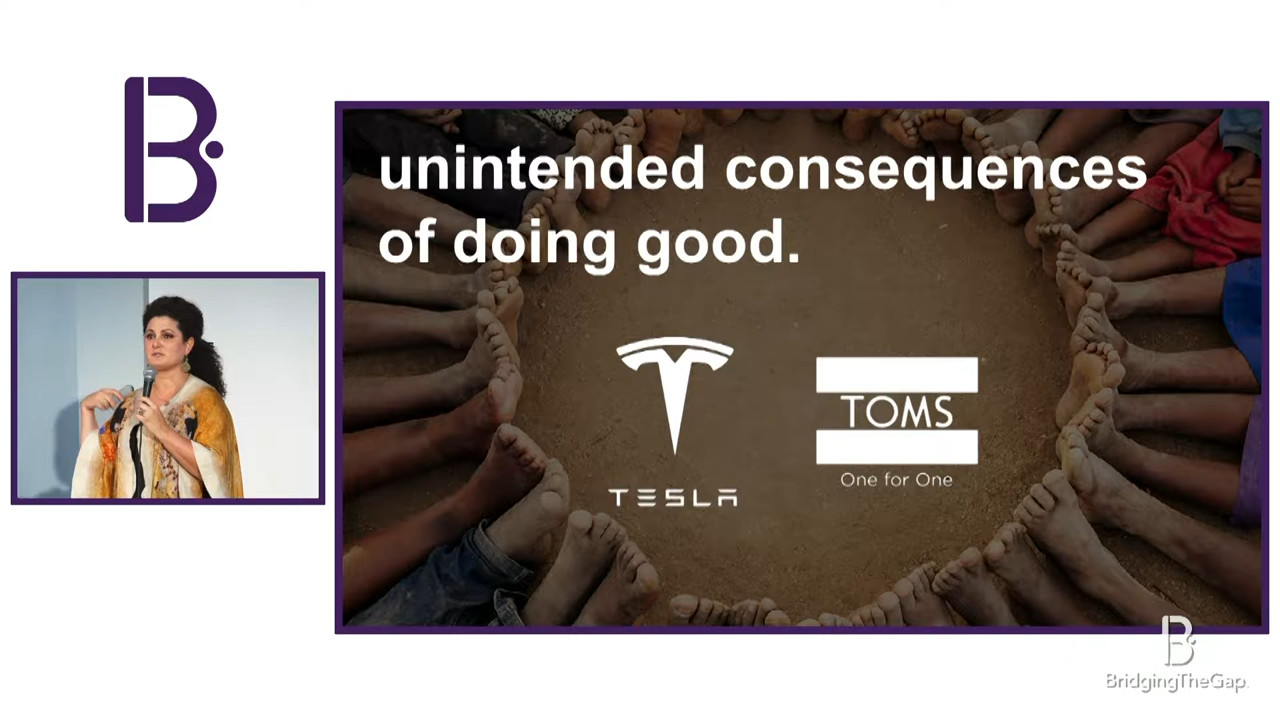 B
unintended consequences
of doing good.
TESLA
TOMS
One for One
B
BridgingTheGap.